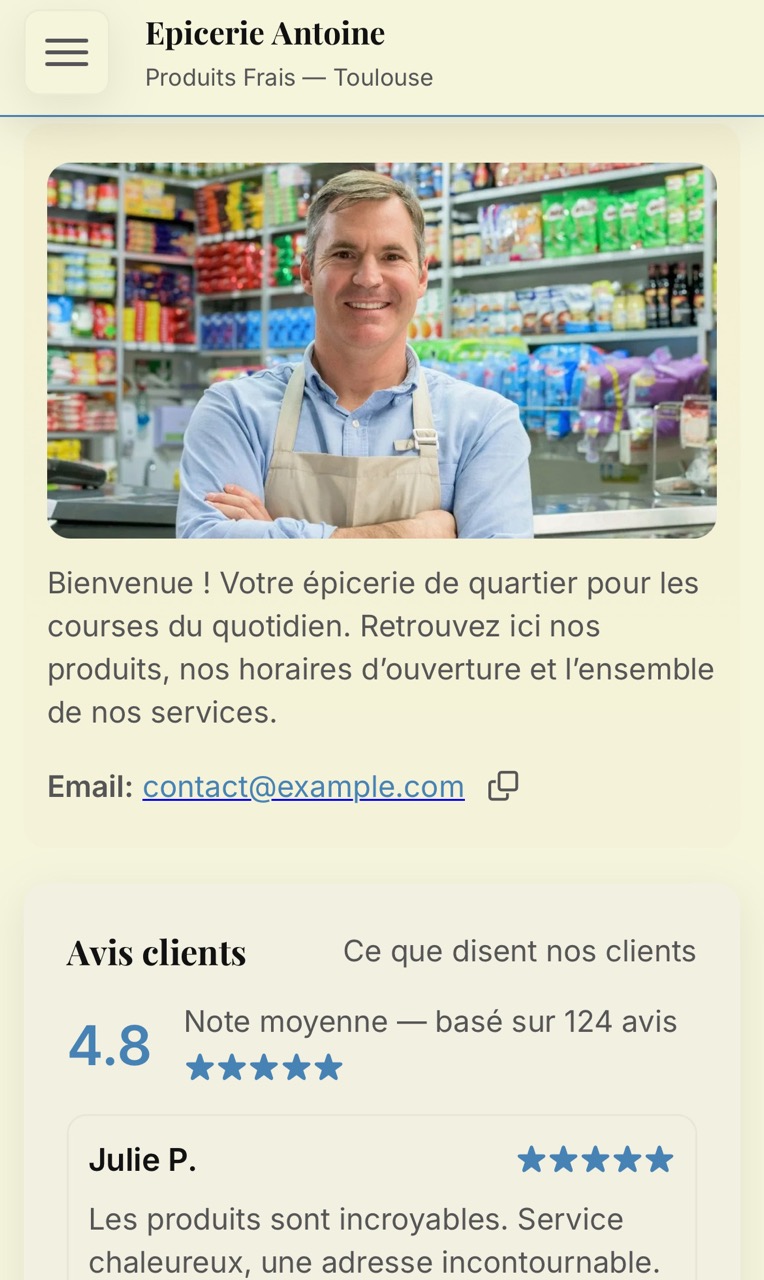 Epicerie Antoine
Produits Frais — Toulouse
Bienvenue ! Votre épicerie de quartier pour les
courses du quotidien. Retrouvez ici nos
produits, nos horaires d’ouverture et l’ensemble
de nos services.
Email: contact@example.com
Avis clients
Ce que disent nos clients
4.8
Note moyenne — basé sur 124 avis
★★★★★
Julie P.
★★★★★
Les produits sont incroyables. Service
chaleureux, une adresse incontournable.